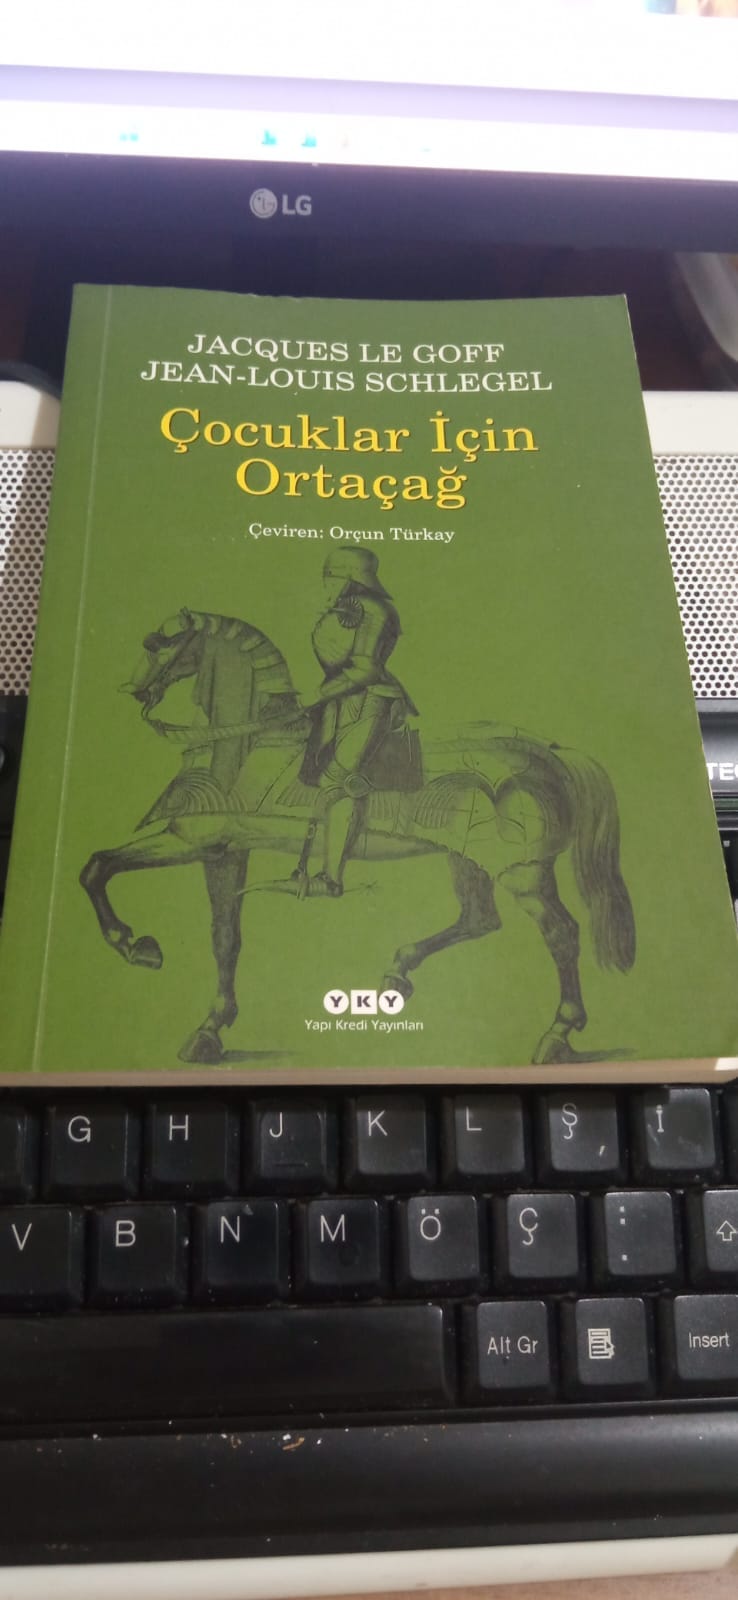 LG
JACQUES LE GOFF
JEAN-LOUIS SCHLEGEL
Çocuklar İçin
Ortaçağ
Çeviren: Orçun Türkay
TEC
YKY
Yapı Kredi Yayınları
G H J K L Ş , İ
V B N M Ö Ç : .
Alt Gr Insert